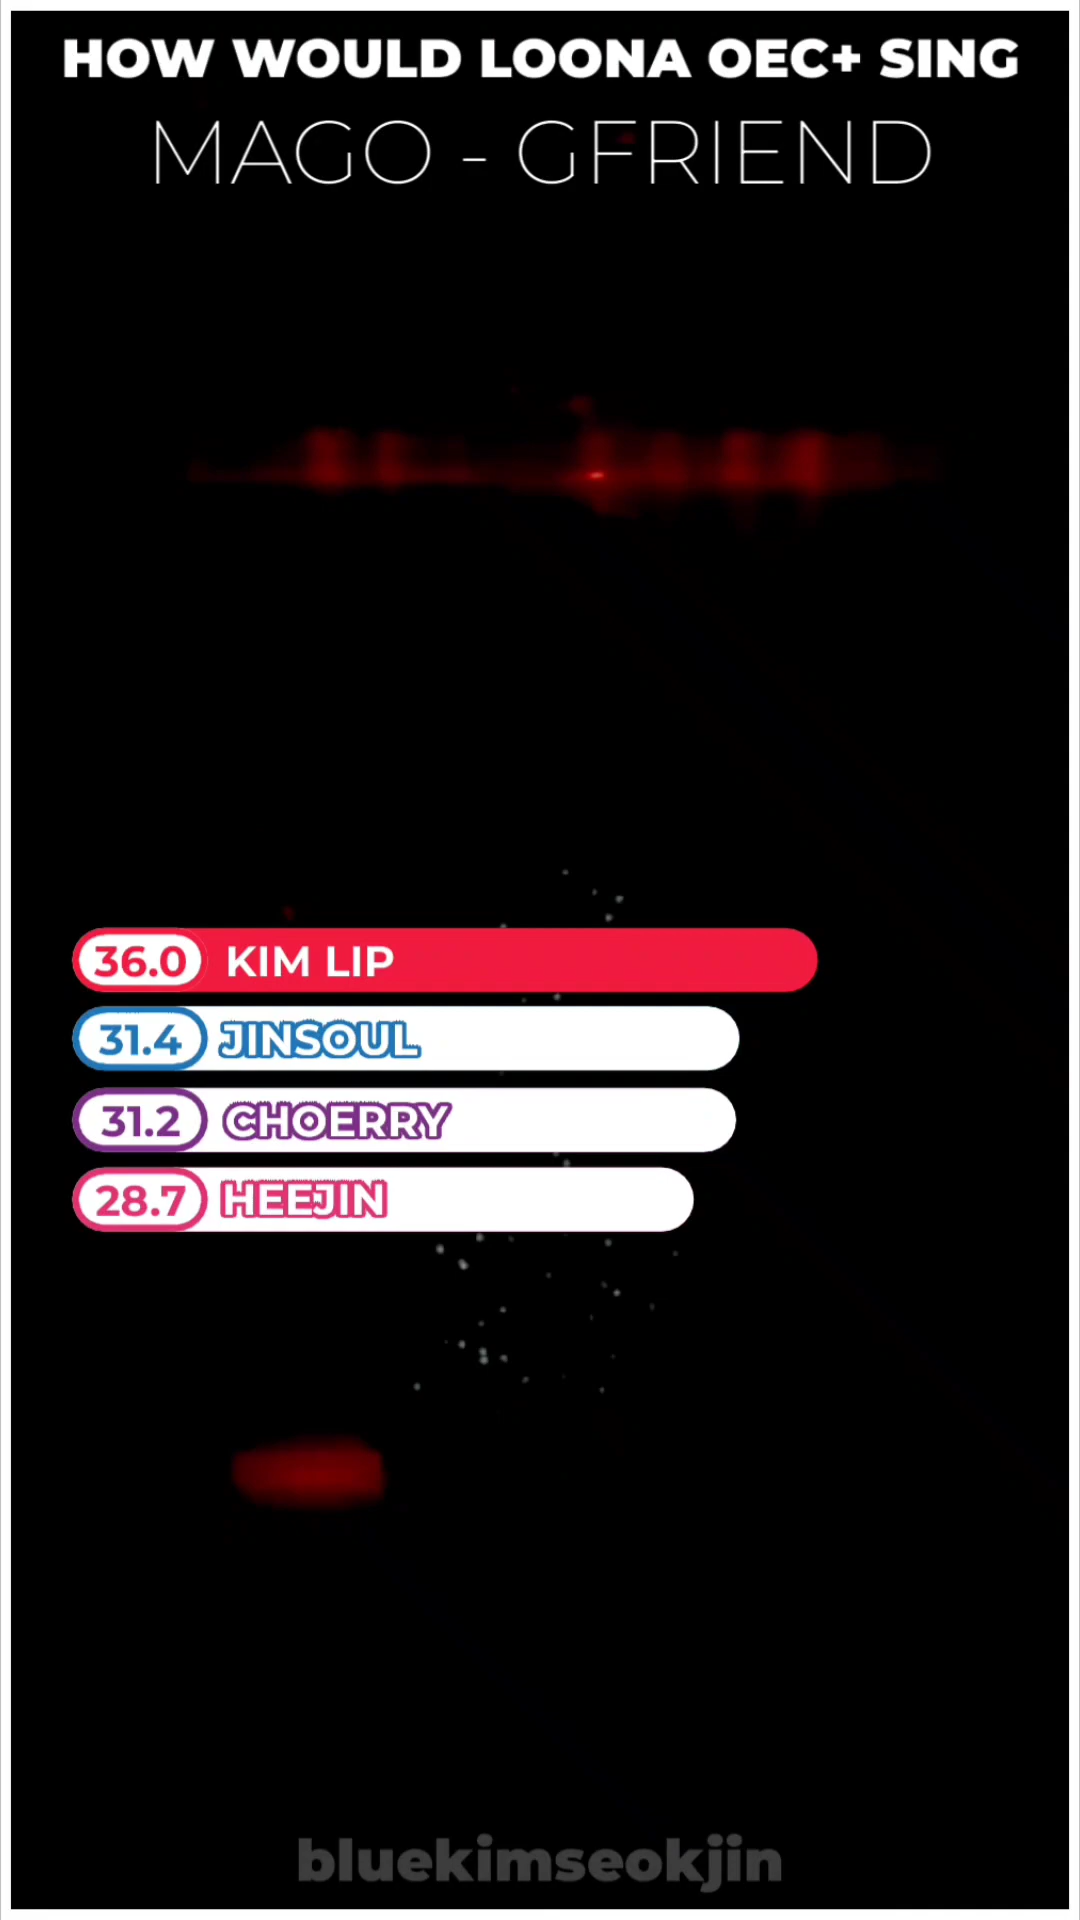 HOW WOULD LOONA OEC+ SING
MAGO - GFRIEND
36.0 KIM LIP
31.4 JINSOUL
31.2 CHOERRY
28.7 HEEJIN
bluekimseokjin